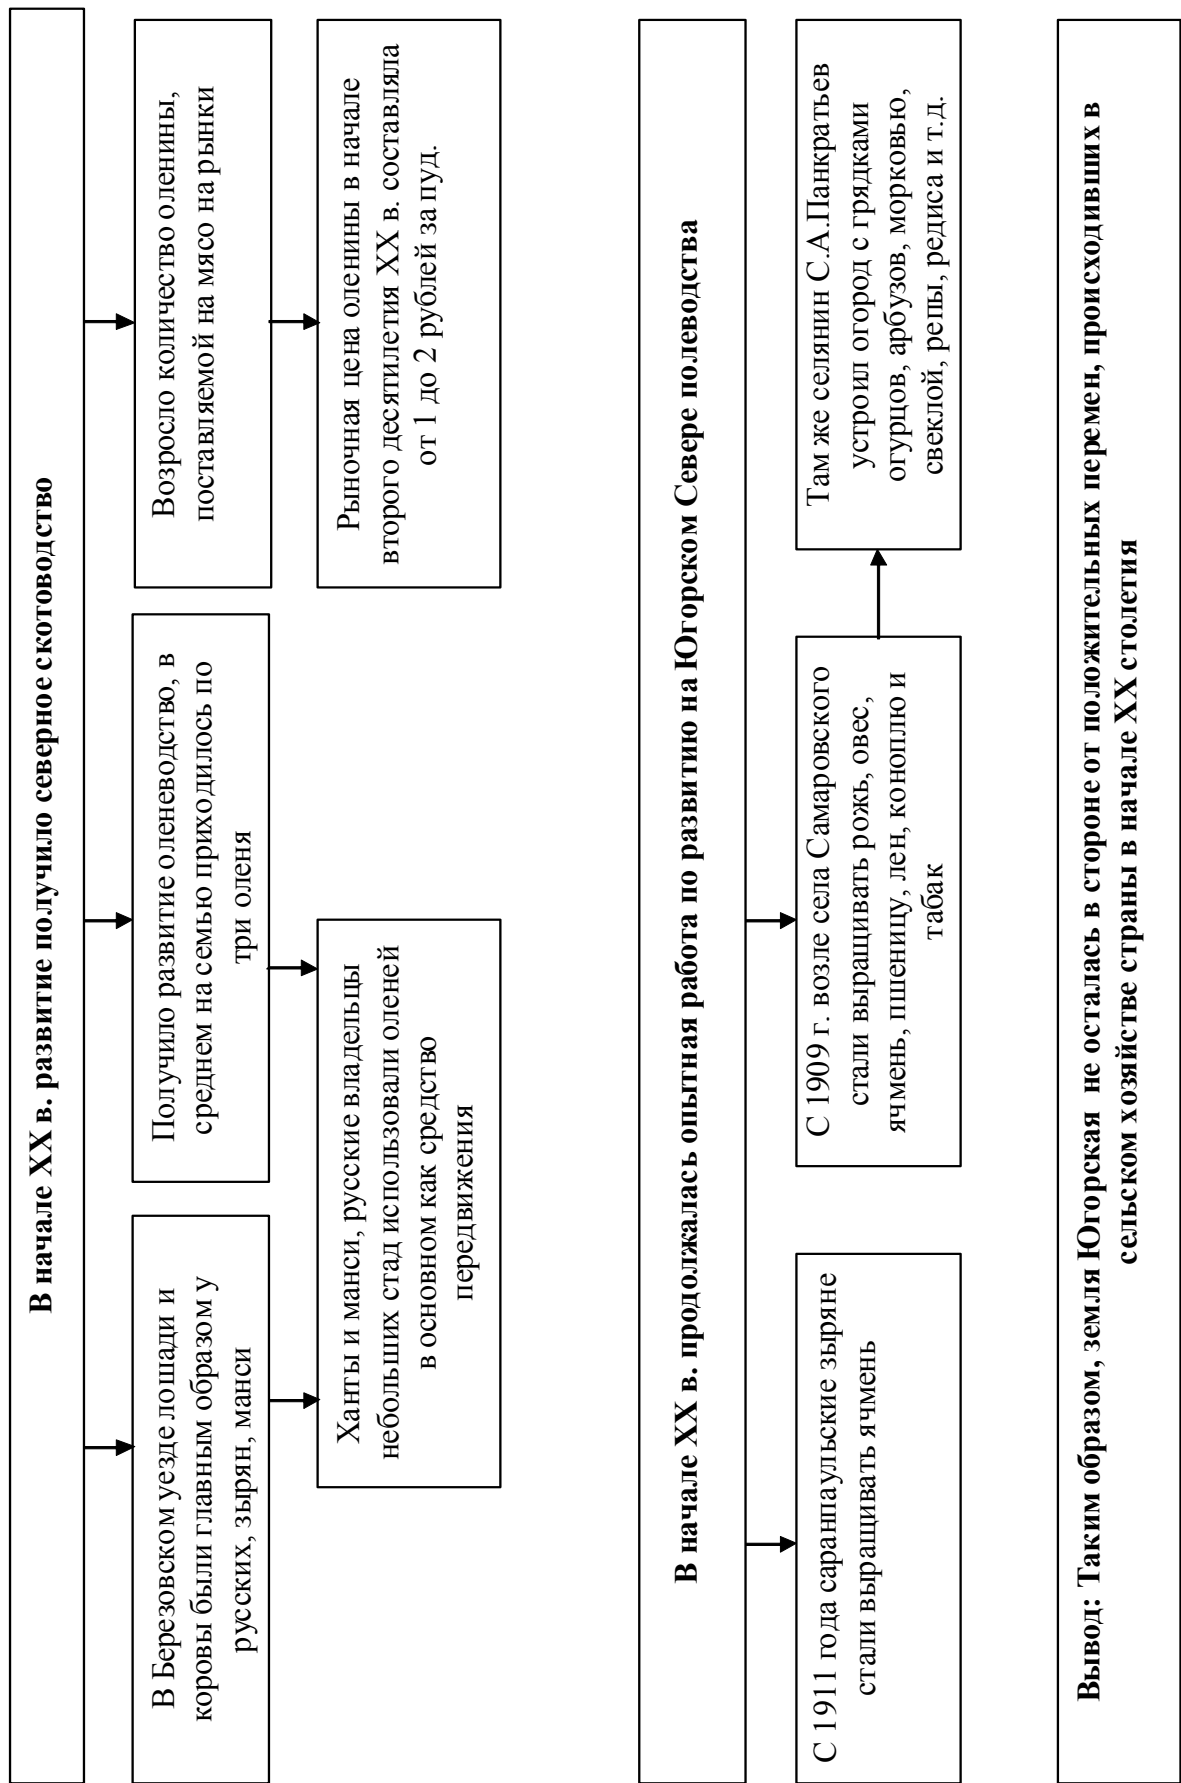 В начале XX в. развитие получило северное скотоводство
В Березовском уезде лошади и
коровы были главным образом у
русских, зырян, манси
Получило развитие оленеводство, в
среднем на семью приходилось по
три оленя
Возросло количество оленины,
поставляемой на мясо на рынки
Ханты и манси, русские владельцы
небольших стад использовали оленей
в основном как средство
передвижения
Рыночная цена оленины в начале
второго десятилетия XX в. составляла
от 1 до 2 рублей за пуд.
В начале XX в. продолжалась опытная работа по развитию на Югорском Севере полеводства
С 1911 года саранпаульские зыряне
стали выращивать ячмень
С 1909 г. возле села Самаровского
стали выращивать рожь, овес,
ячмень, пшеницу, лен, коноплю и
табак
Там же селянин С.А.Панкратьев
устроил огород с грядками
огурцов, арбузов, морковью,
свеклой, репы, редиса и т.д.
Вывод: Таким образом, земля Югорская не осталась в стороне от положительных перемен, происходивших в
сельском хозяйстве страны в начале XX столетия